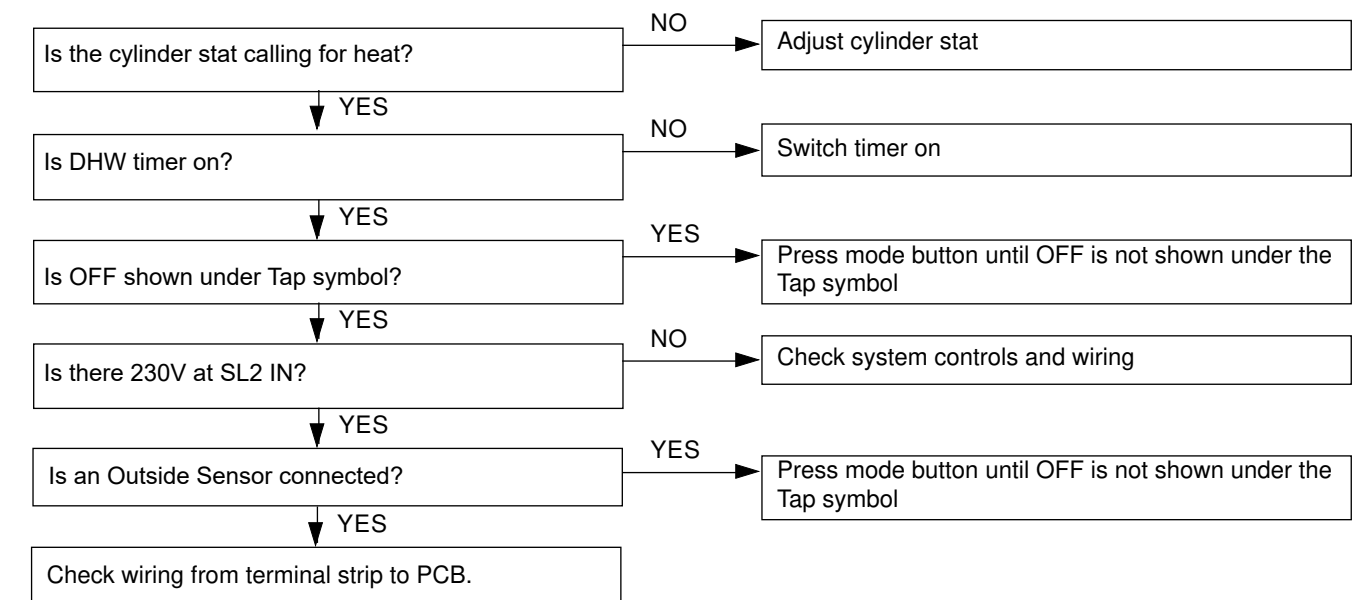 NO
Is the cylinder stat calling for heat?
Adjust cylinder stat
YES
NO
Is DHW timer on?
Switch timer on
YES
YES
Is OFF shown under Tap symbol?
Press mode button until OFF is not shown under the
Tap symbol
YES
NO
Is there 230V at SL2 IN?
Check system controls and wiring
YES
YES
Is an Outside Sensor connected?
Press mode button until OFF is not shown under the
Tap symbol
YES
Check wiring from terminal strip to PCB.